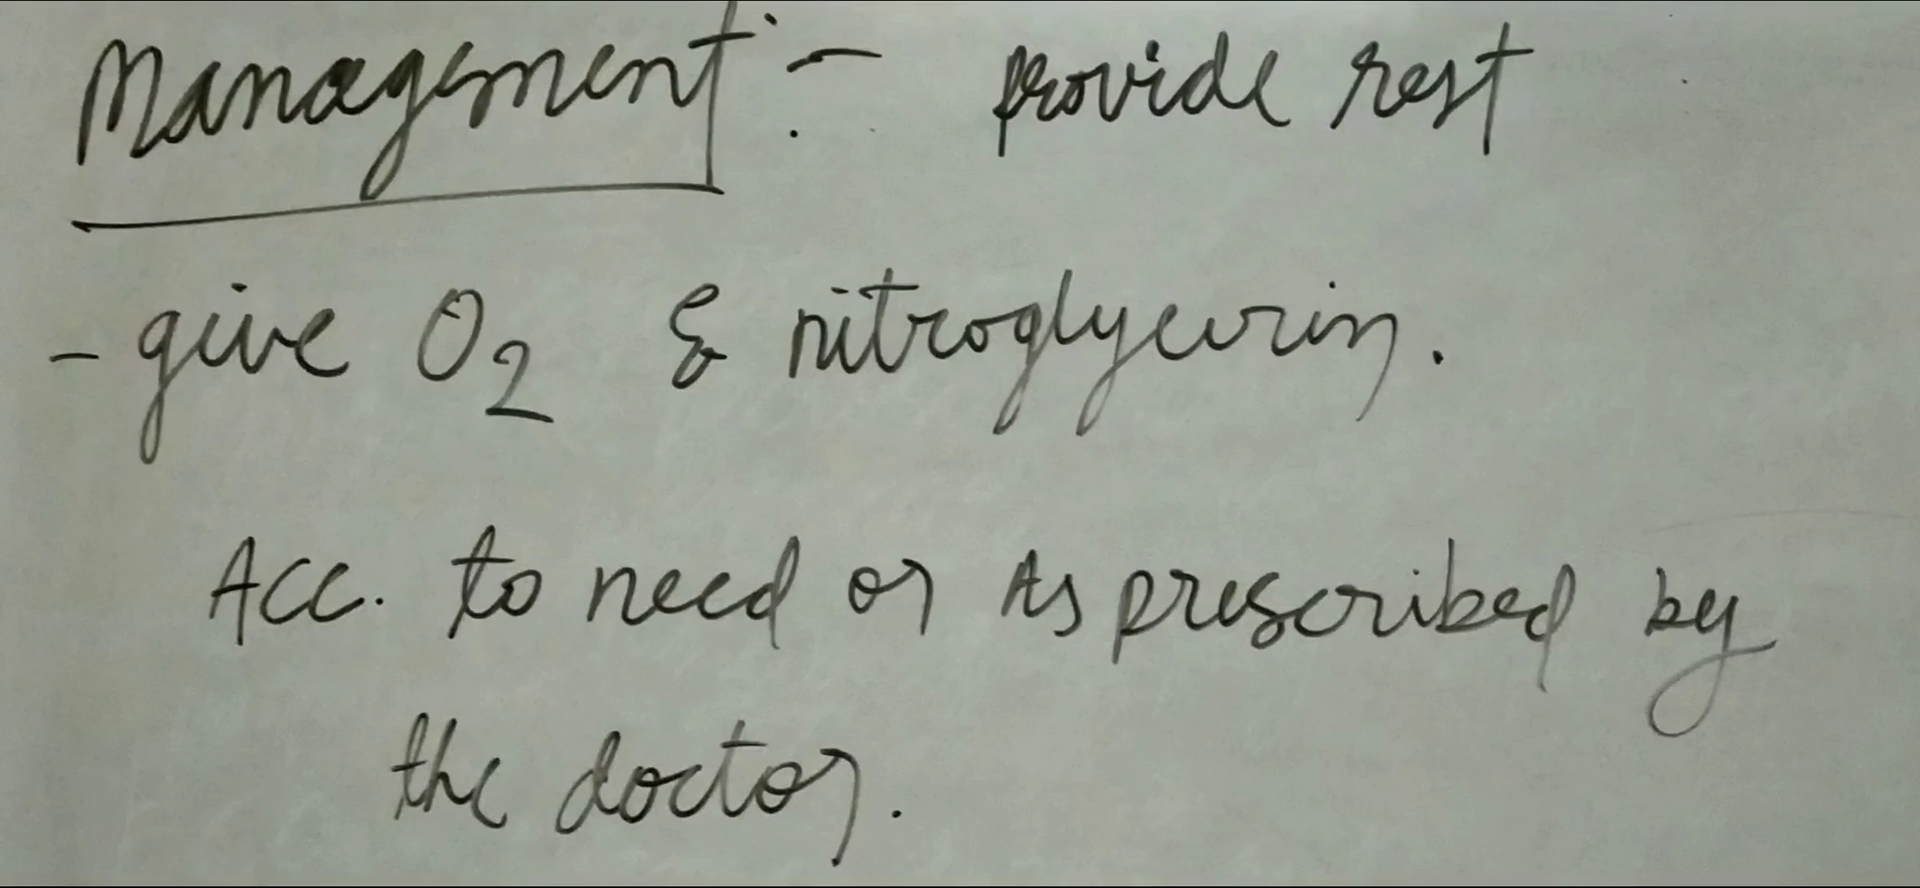 Management :- provide rest
- give O₂ & nitroglycerin.
Acc. to need or As prescribed by
the doctor.